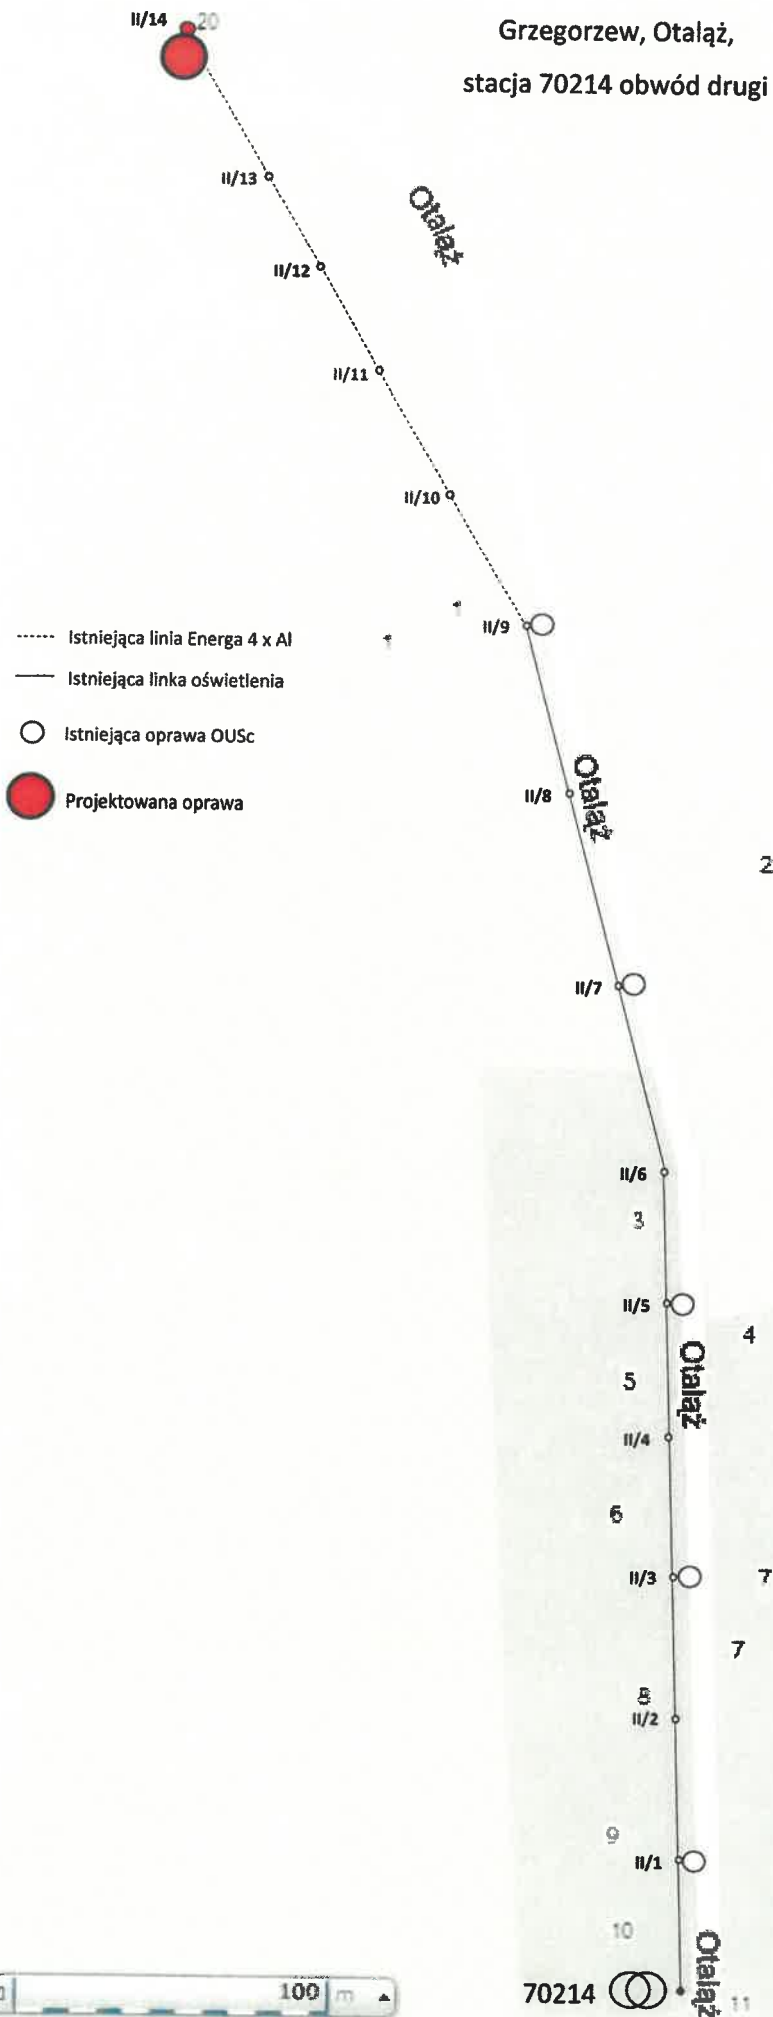 II/14
20
Grzegorzew, Otaląż,
stacja 70214 obwód drugi
II/13
Otaląż
II/12
II/11
II/10
1
II/9
1
Istniejąca linia Energa 4 x Al
Istniejąca linka oświetlenia
Istniejąca oprawa OUSc
Projektowana oprawa
Otaląż
II/8
2
II/7
II/6
3
II/5
4
Otaląż
5
II/4
6
II/3
7
7
8
II/2
9
II/1
10
Otaląż
100 m
70214
11